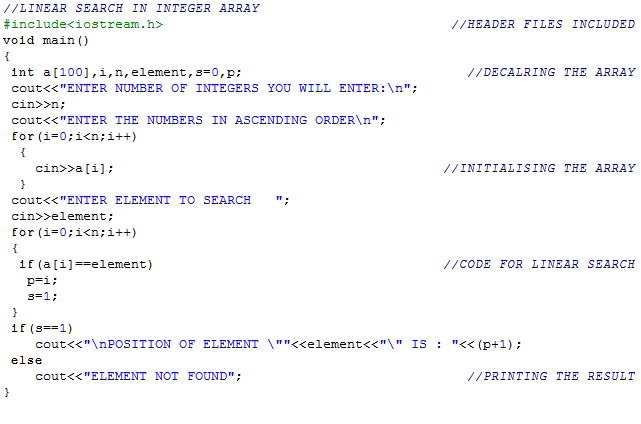 //LINEAR SEARCH IN INTEGER ARRAY
#include<iostream.h> //HEADER FILES INCLUDED
void main()
{
int a[100],i,n,element,s=0,p; //DECALRING THE ARRAY
cout<<"ENTER NUMBER OF INTEGERS YOU WILL ENTER:\n";
cin>>n;
cout<<"ENTER THE NUMBERS IN ASCENDING ORDER\n";
for(i=0;i<n;i++)
{
cin>>a[i]; //INITIALISING THE ARRAY
}
cout<<"ENTER ELEMENT TO SEARCH   ";
cin>>element;
for(i=0;i<n;i++)
{
if(a[i]==element) //CODE FOR LINEAR SEARCH
p=i;
s=1;
}
if(s==1)
cout<<"\nPOSITION OF ELEMENT \""<<element<<"\" IS : "<<(p+1);
else
cout<<"ELEMENT NOT FOUND"; //PRINTING THE RESULT
}